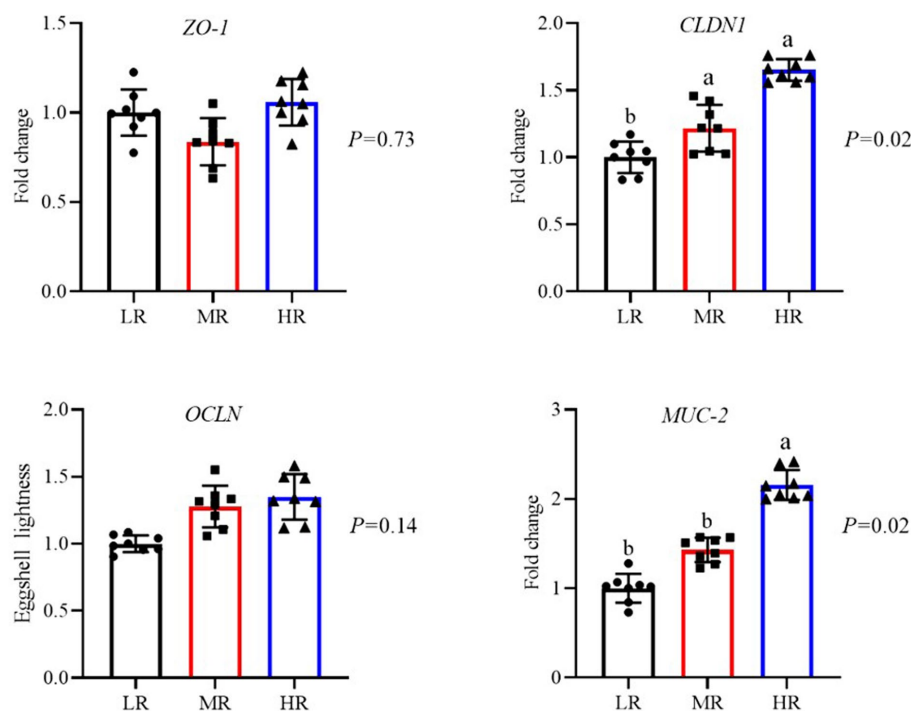 ZO-1
Fold change
1.5
1.0
0.5
0.0
LR MR HR
P=0.73
CLDN1
Fold change
2.0
1.5
1.0
0.5
0.0
b a a
LR MR HR
P=0.02
OCLN
Eggshell lightness
2.0
1.5
1.0
0.5
0.0
LR MR HR
P=0.14
MUC-2
Fold change
3
2
1
0
b b a
LR MR HR
P=0.02